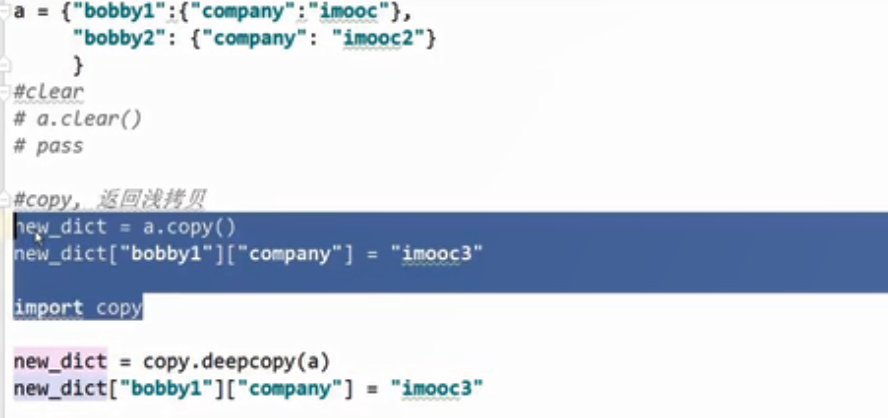 a = {"bobby1":{"company":"imooc"},
"bobby2": {"company": "imooc2"}
}
#clear
# a.clear()
# pass
#copy, 返回浅拷贝
new_dict = a.copy()
new_dict["bobby1"]["company"] = "imooc3"
import copy
new_dict = copy.deepcopy(a)
new_dict["bobby1"]["company"] = "imooc3"